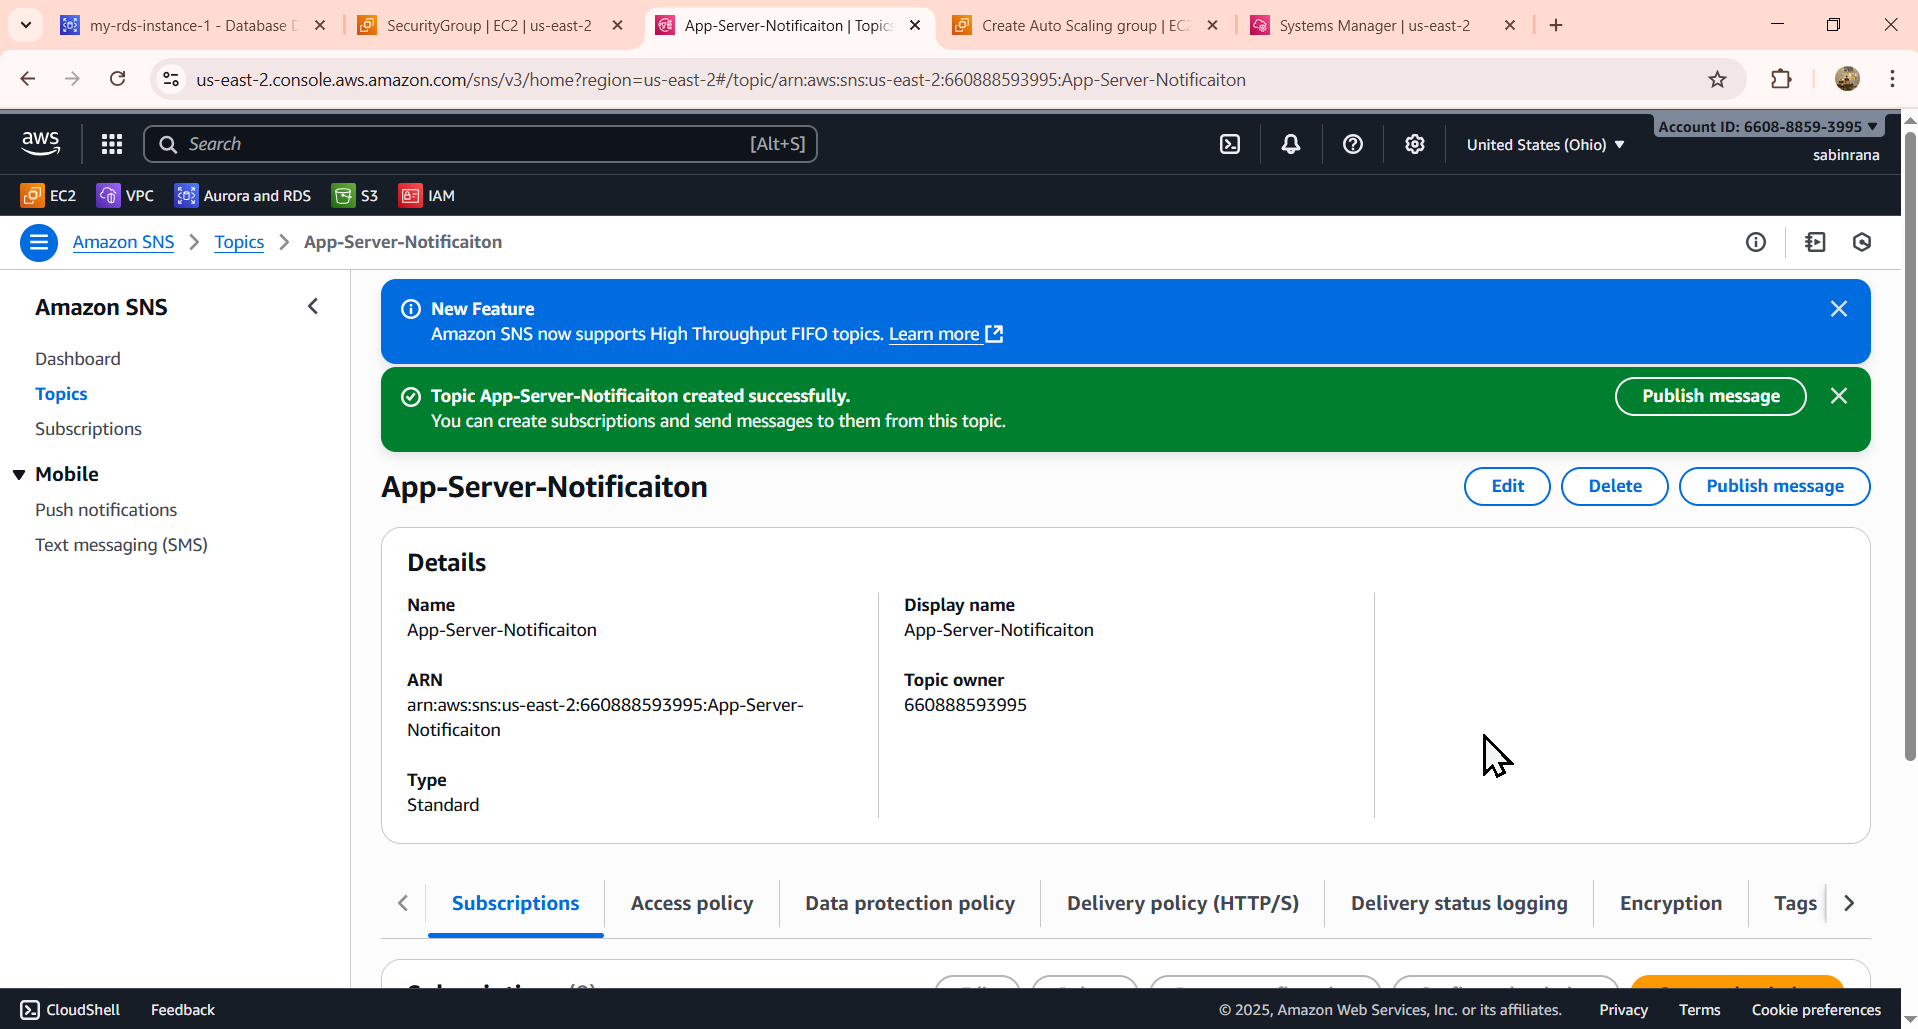 my-rds-instance-1 - Database D
SecurityGroup | EC2 | us-east-2
App-Server-Notificaiton | Topics
Create Auto Scaling group | EC2
Systems Manager | us-east-2
us-east-2.console.aws.amazon.com/sns/v3/home?region=us-east-2#/topic/arn:aws:sns:us-east-2:660888593995:App-Server-Notificaiton
aws
Search
[Alt+S]
United States (Ohio)
Account ID: 6608-8859-3995
sabinrana
EC2
VPC
Aurora and RDS
S3
IAM
Amazon SNS
Topics
App-Server-Notificaiton
Amazon SNS
Dashboard
Topics
Subscriptions
Mobile
Push notifications
Text messaging (SMS)
New Feature
Amazon SNS now supports High Throughput FIFO topics. Learn more
Topic App-Server-Notificaiton created successfully.
You can create subscriptions and send messages to them from this topic.
Publish message
App-Server-Notificaiton
Edit
Delete
Publish message
Details
Name
App-Server-Notificaiton
Display name
App-Server-Notificaiton
ARN
arn:aws:sns:us-east-2:660888593995:App-Server-
Notificaiton
Topic owner
660888593995
Type
Standard
Subscriptions
Access policy
Data protection policy
Delivery policy (HTTP/S)
Delivery status logging
Encryption
Tags
CloudShell
Feedback
© 2025, Amazon Web Services, Inc. or its affiliates.
Privacy
Terms
Cookie preferences